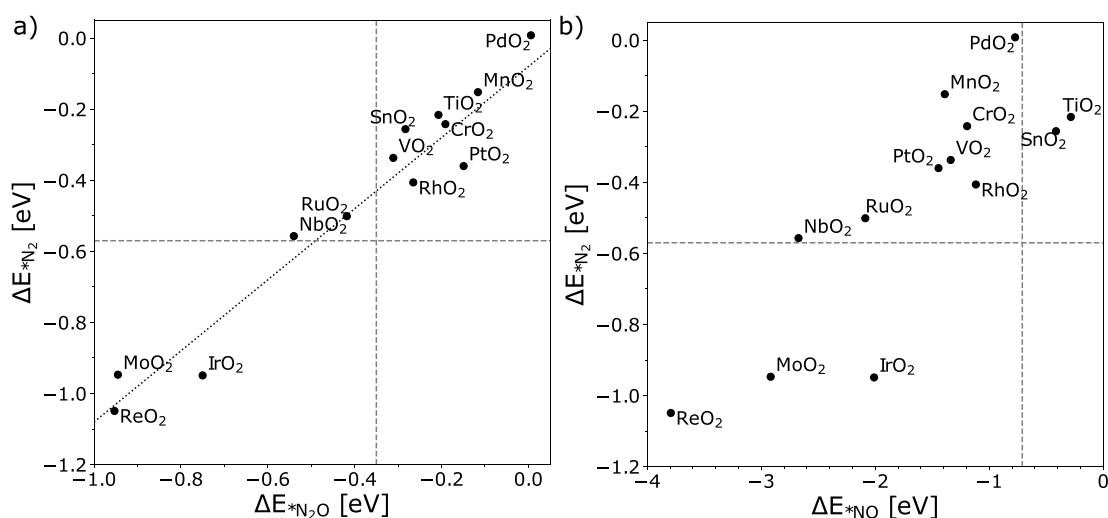 a)
0.0
−0.2
−0.4
−0.6
−0.8
−1.0
−1.2
ΔE*N₂ [eV]
PdO₂
MnO₂
TiO₂
SnO₂
CrO₂
VO₂
PtO₂
RhO₂
RuO₂
NbO₂
MoO₂
IrO₂
ReO₂
−1.0
−0.8
−0.6
−0.4
−0.2
0.0
ΔE*N₂O [eV]
b)
0.0
−0.2
−0.4
−0.6
−0.8
−1.0
−1.2
ΔE*N₂ [eV]
PdO₂
MnO₂
TiO₂
CrO₂
SnO₂
VO₂
PtO₂
RhO₂
RuO₂
NbO₂
MoO₂
IrO₂
ReO₂
−4
−3
−2
−1
0
ΔE*NO [eV]